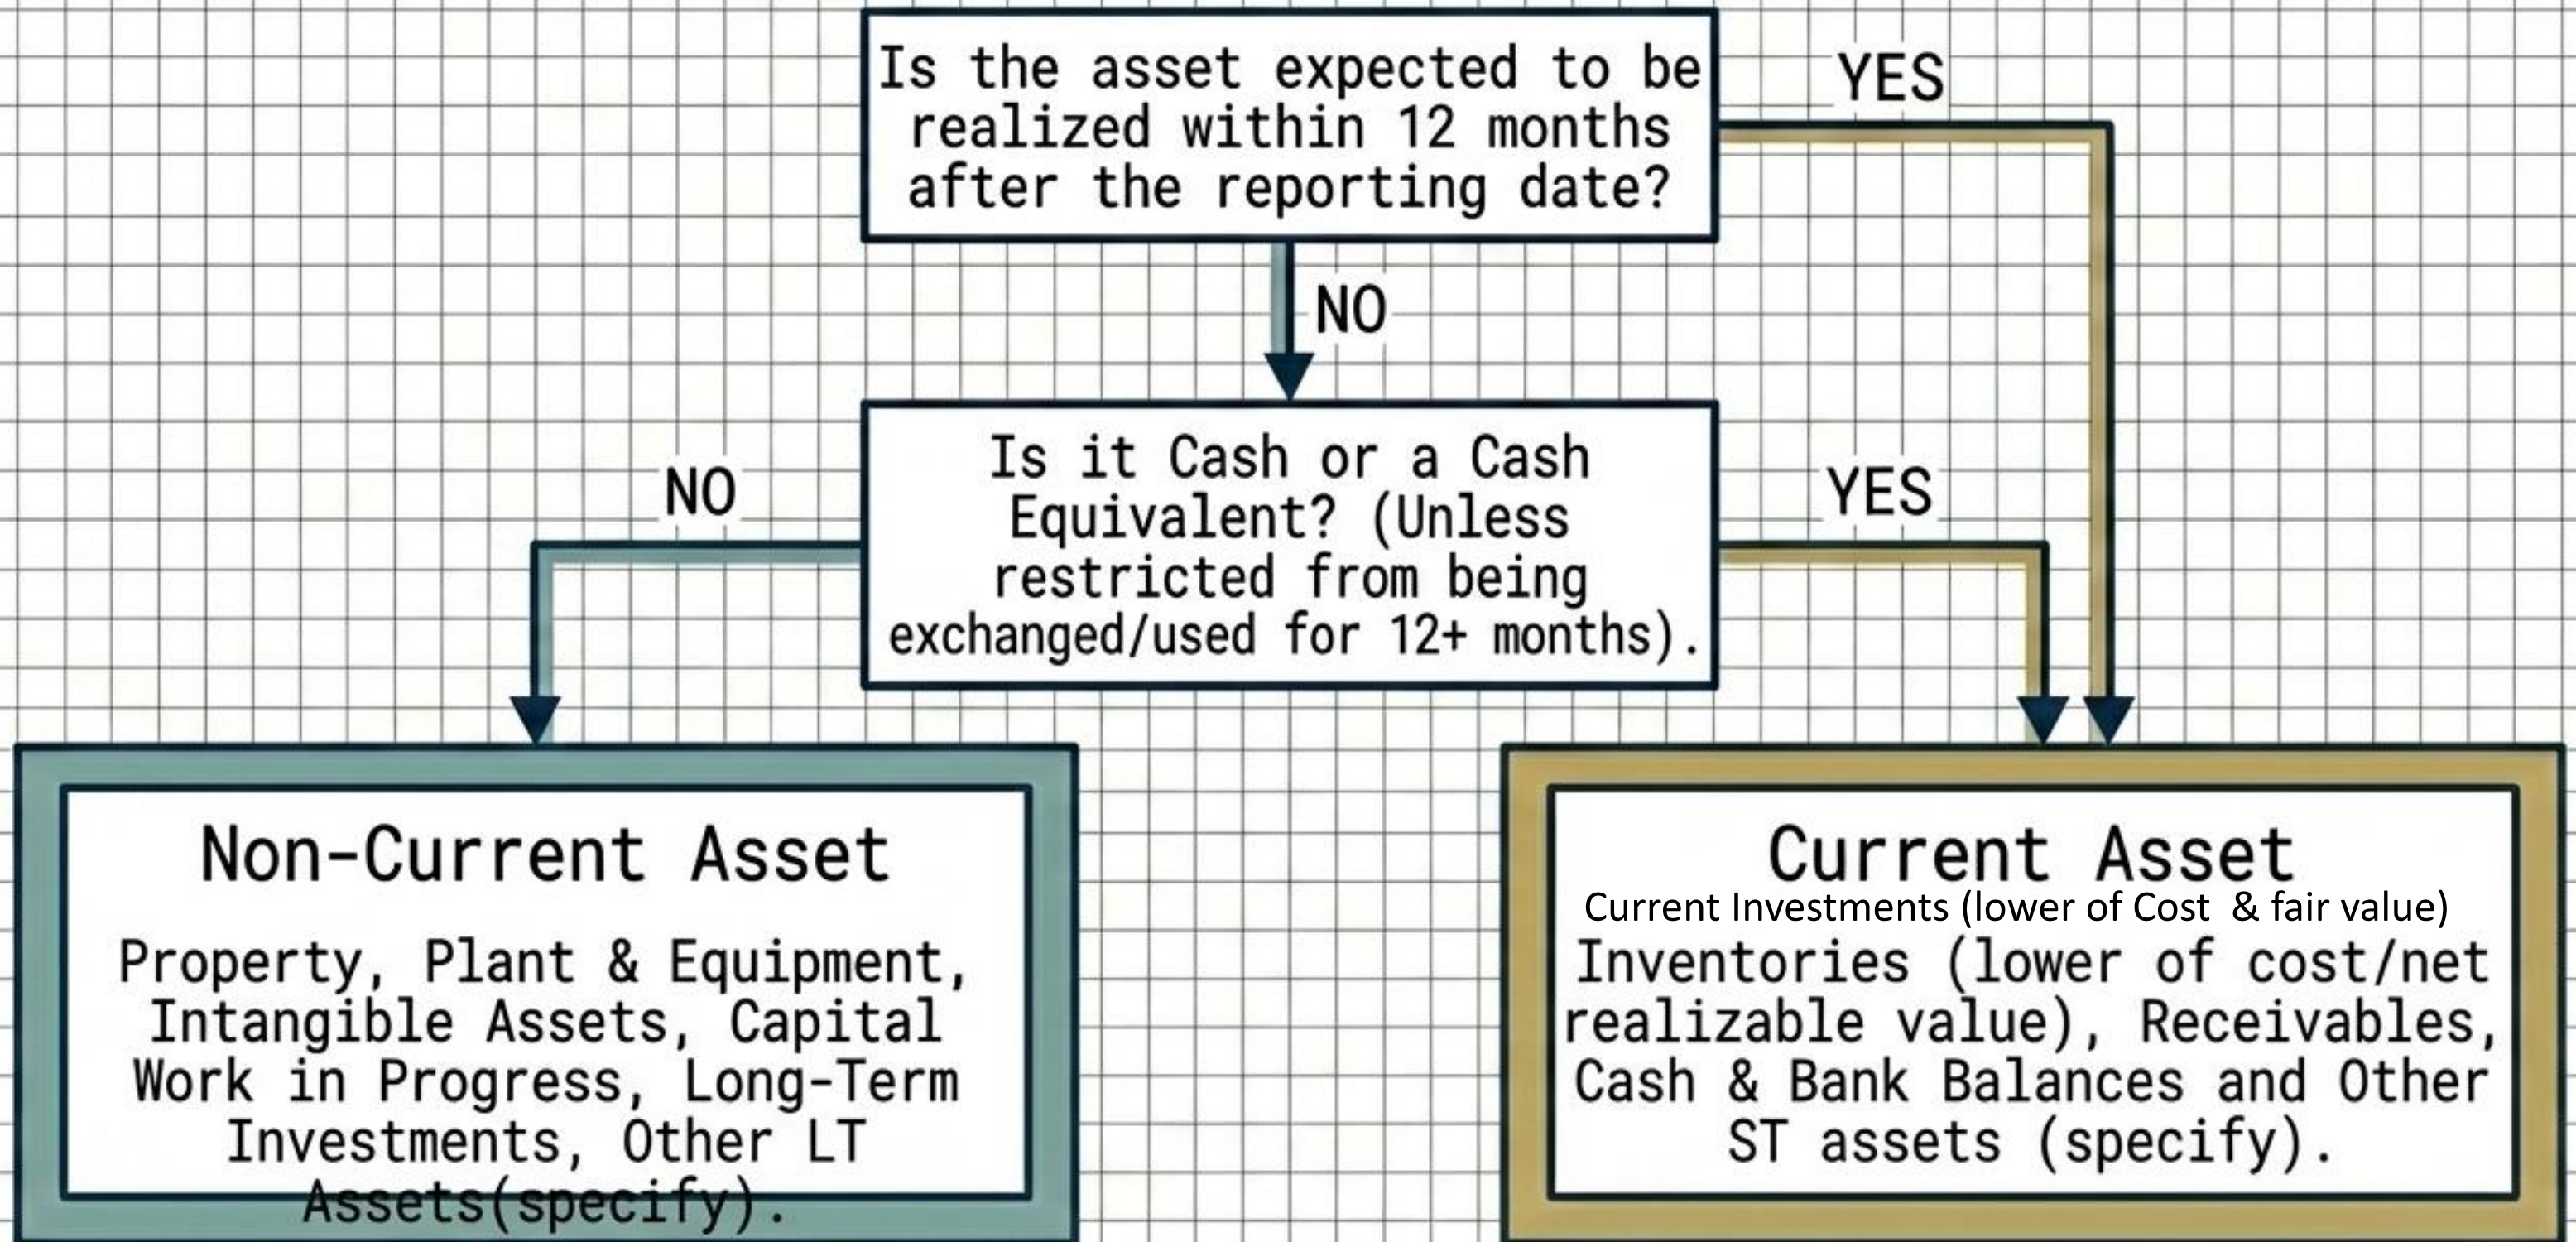 Is the asset expected to be
realized within 12 months
after the reporting date?
YES
NO
Is it Cash or a Cash
Equivalent? (Unless
restricted from being
exchanged/used for 12+ months).
NO
YES
Non-Current Asset
Property, Plant & Equipment,
Intangible Assets, Capital
Work in Progress, Long-Term
Investments, Other LT
Assets(specify).
Current Asset
Current Investments (lower of Cost & fair value)
Inventories (lower of cost/net
realizable value), Receivables,
Cash & Bank Balances and Other
ST assets (specify).